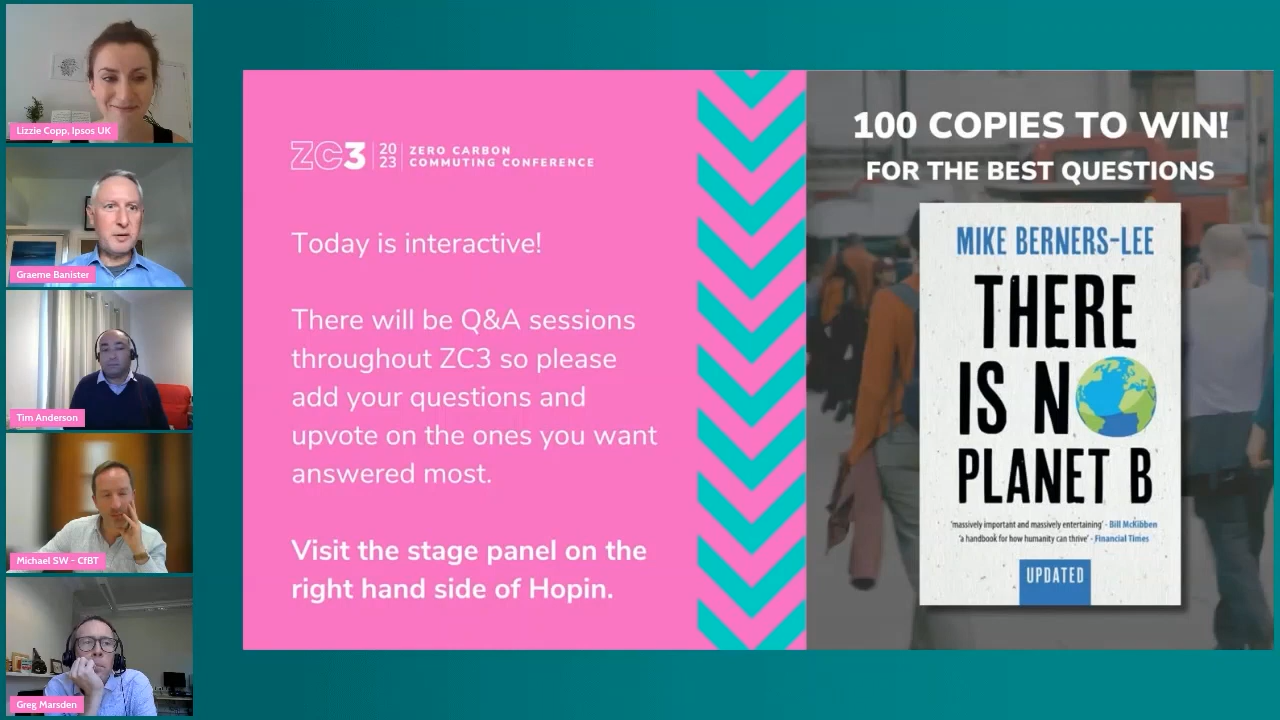 Lizzie Copp, Ipsos UK
Graeme Banister
Tim Anderson
Michael SW - CfBT
Greg Marsden
ZC3 2023 ZERO CARBON
COMMUTING CONFERENCE
Today is interactive!
There will be Q&A sessions
throughout ZC3 so please
add your questions and
upvote on the ones you want
answered most.
Visit the stage panel on the
right hand side of Hopin.
100 COPIES TO WIN!
FOR THE BEST QUESTIONS
MIKE BERNERS-LEE
THERE
IS NO
PLANET B
'massively important and massively entertaining' - Bill McKibben
'a handbook for how humanity can thrive' - Financial Times
UPDATED